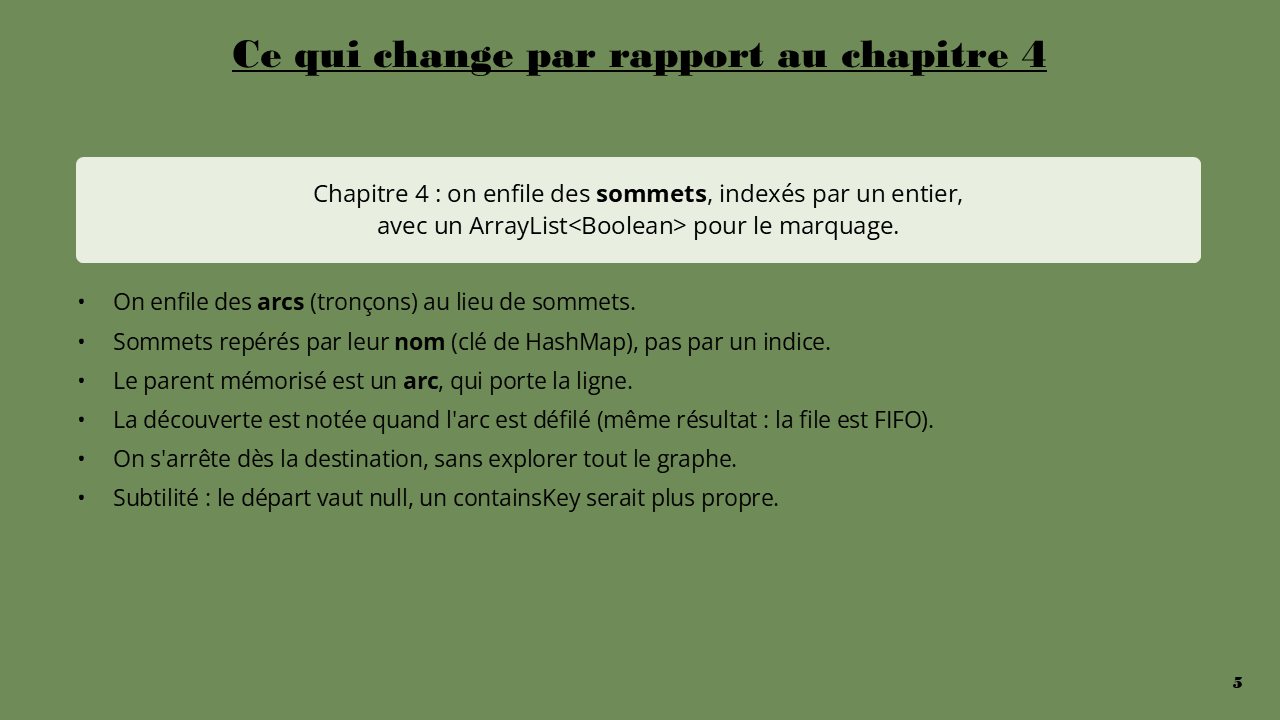 Ce qui change par rapport au chapitre 4
Chapitre 4 : on enfile des sommets, indexés par un entier,
avec un ArrayList<Boolean> pour le marquage.
• On enfile des arcs (tronçons) au lieu de sommets.
• Sommets repérés par leur nom (clé de HashMap), pas par un indice.
• Le parent mémorisé est un arc, qui porte la ligne.
• La découverte est notée quand l'arc est défilé (même résultat : la file est FIFO).
• On s'arrête dès la destination, sans explorer tout le graphe.
• Subtilité : le départ vaut null, un containsKey serait plus propre.
5